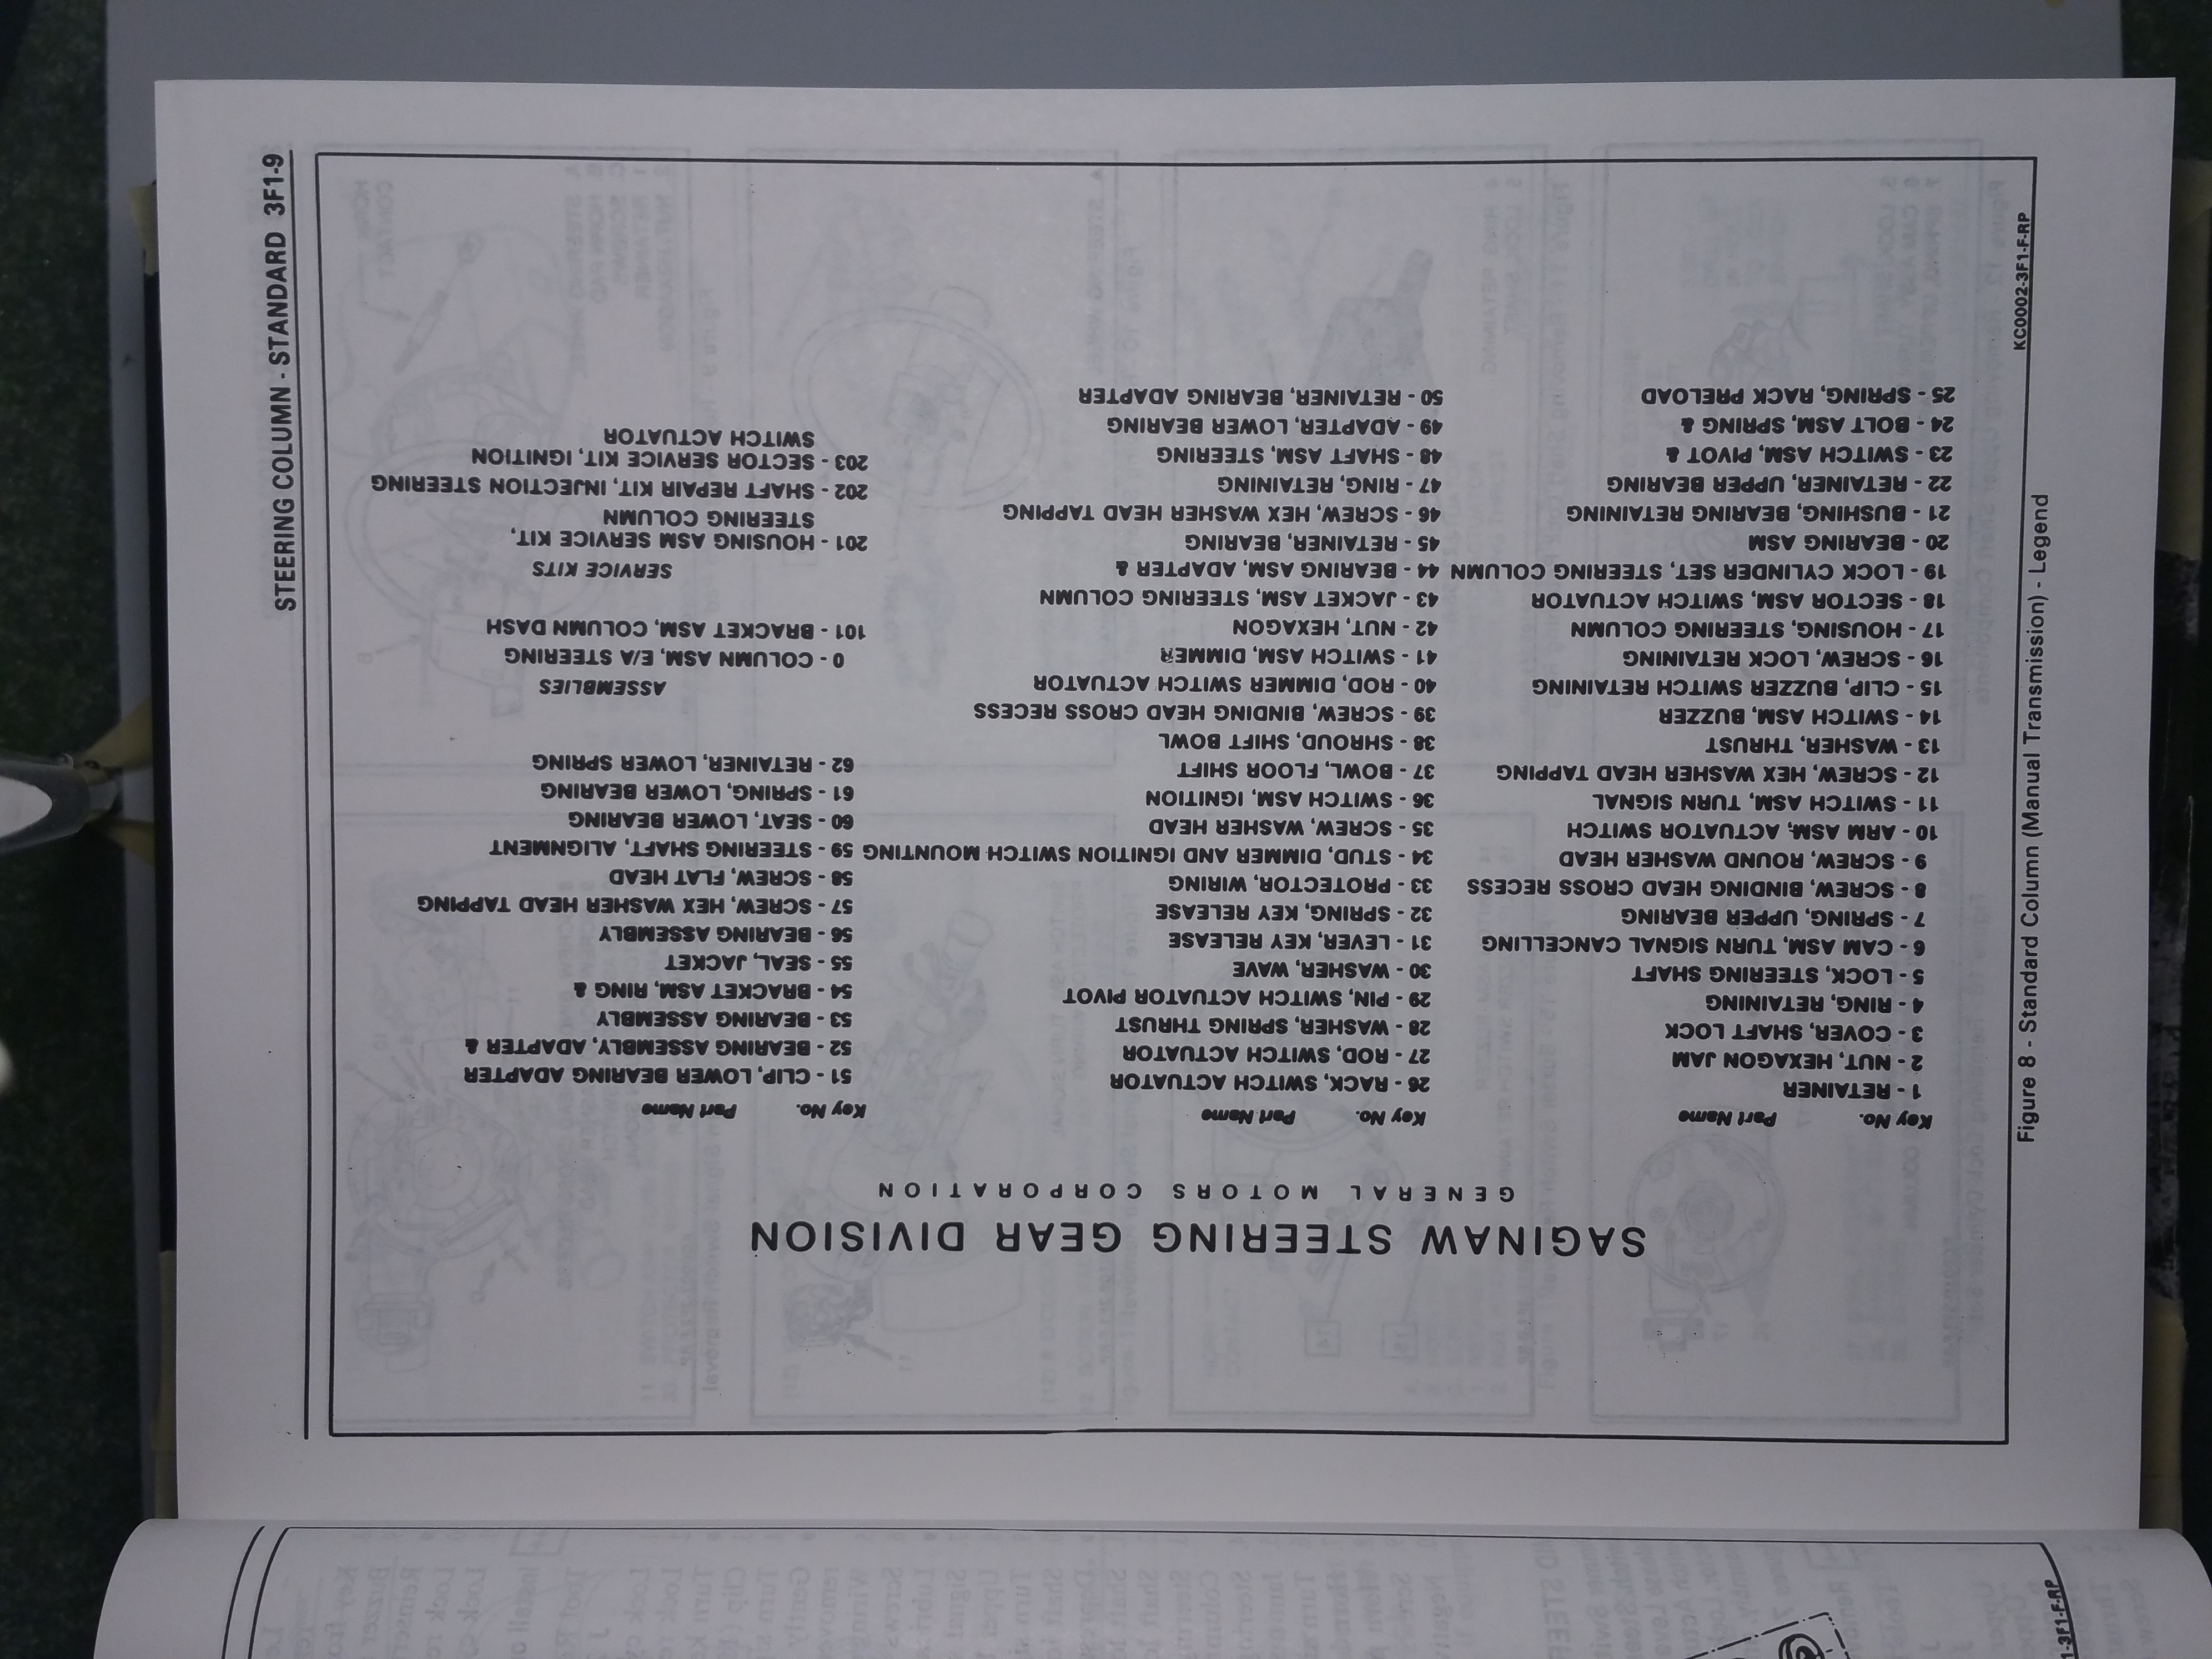 STEERING COLUMN - STANDARD 3F1-9
SAGINAW STEERING GEAR DIVISION
GENERAL MOTORS CORPORATION
Key No. Part Name
1 - RETAINER
2 - NUT, HEXAGON JAM
3 - COVER, SHAFT LOCK
4 - RING, RETAINING
5 - LOCK, STEERING SHAFT
6 - CAM ASM, TURN SIGNAL CANCELLING
7 - SPRING, UPPER BEARING
8 - SCREW, BINDING HEAD CROSS RECESS
9 - SCREW, ROUND WASHER HEAD
10 - ARM ASM, ACTUATOR SWITCH
11 - SWITCH ASM, TURN SIGNAL
12 - SCREW, HEX WASHER HEAD TAPPING
13 - WASHER, THRUST
14 - SWITCH ASM, BUZZER
15 - CLIP, BUZZER SWITCH RETAINING
16 - SCREW, LOCK RETAINING
17 - HOUSING, STEERING COLUMN
18 - SECTOR ASM, SWITCH ACTUATOR
19 - LOCK CYLINDER SET, STEERING COLUMN
20 - BEARING ASM
21 - BUSHING, BEARING RETAINING
22 - RETAINER, UPPER BEARING
23 - SWITCH ASM, PIVOT &
24 - BOLT ASM, SPRING &
25 - SPRING, RACK PRELOAD
Key No. Part Name
26 - RACK, SWITCH ACTUATOR
27 - ROD, SWITCH ACTUATOR
28 - WASHER, SPRING THRUST
29 - PIN, SWITCH ACTUATOR PIVOT
30 - WASHER, WAVE
31 - LEVER, KEY RELEASE
32 - SPRING, KEY RELEASE
33 - PROTECTOR, WIRING
34 - STUD, DIMMER AND IGNITION SWITCH MOUNTING
35 - SCREW, WASHER HEAD
36 - SWITCH ASM, IGNITION
37 - BOWL, FLOOR SHIFT
38 - SHROUD, SHIFT BOWL
39 - SCREW, BINDING HEAD CROSS RECESS
40 - ROD, DIMMER SWITCH ACTUATOR
41 - SWITCH ASM, DIMMER
42 - NUT, HEXAGON
43 - JACKET ASM, STEERING COLUMN
44 - BEARING ASM, ADAPTER &
45 - RETAINER, BEARING
46 - SCREW, HEX WASHER HEAD TAPPING
47 - RING, RETAINING
48 - SHAFT ASM, STEERING
49 - ADAPTER, LOWER BEARING
50 - RETAINER, BEARING ADAPTER
Key No. Part Name
51 - CLIP, LOWER BEARING ADAPTER
52 - BEARING ASSEMBLY, ADAPTER &
53 - BEARING ASSEMBLY
54 - BRACKET ASM, RING &
55 - SEAL, JACKET
56 - BEARING ASSEMBLY
57 - SCREW, HEX WASHER HEAD TAPPING
58 - SCREW, FLAT HEAD
59 - STEERING SHAFT, ALIGNMENT
60 - SEAT, LOWER BEARING
61 - SPRING, LOWER BEARING
62 - RETAINER, LOWER SPRING
ASSEMBLIES
0 - COLUMN ASM, E/A STEERING
101 - BRACKET ASM, COLUMN DASH
SERVICE KITS
201 - HOUSING ASM SERVICE KIT,
STEERING COLUMN
202 - SHAFT REPAIR KIT, INJECTION STEERING
203 - SECTOR SERVICE KIT, IGNITION
SWITCH ACTUATOR
KC0002-3F1-F-RP
Figure 8 - Standard Column (Manual Transmission) - Legend